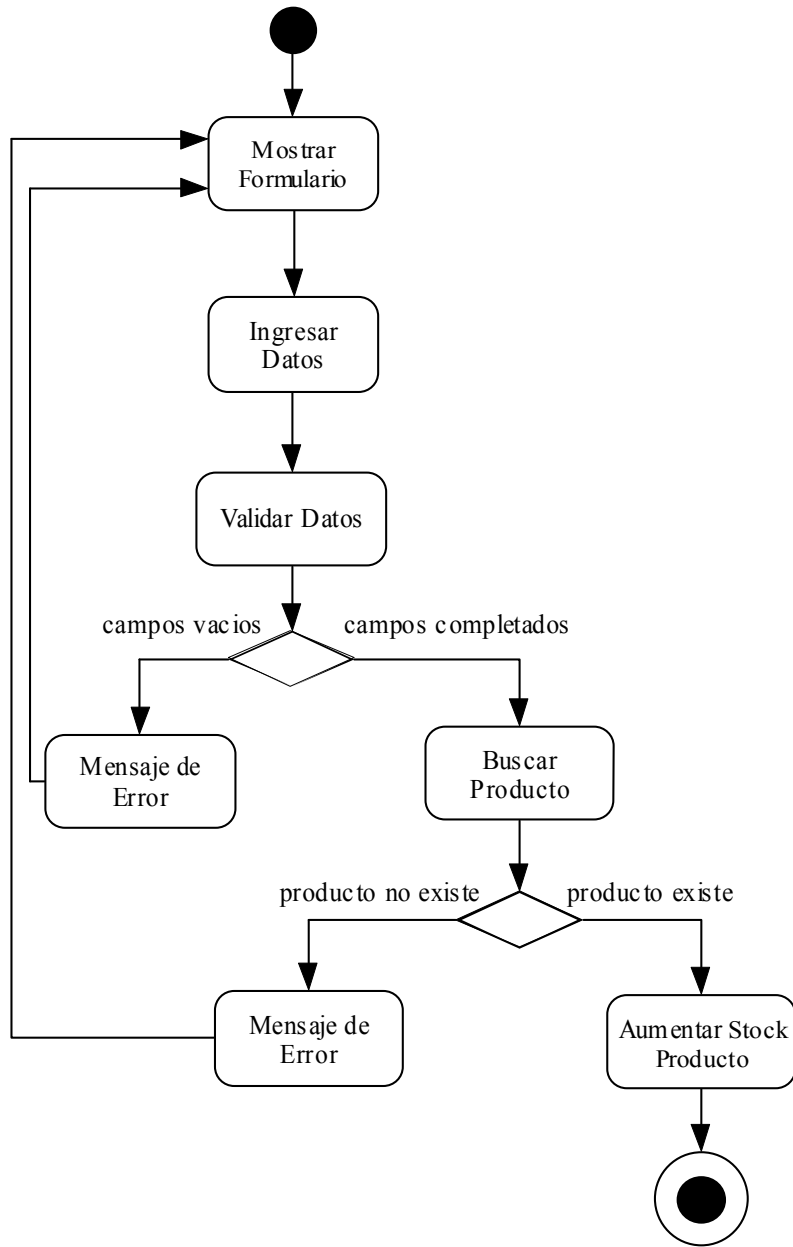 Mostrar
Formulario
Ingresar
Datos
Validar Datos
campos vacios
campos completados
Mensaje de
Error
Buscar
Producto
producto no existe
producto existe
Mensaje de
Error
Aumentar Stock
Producto